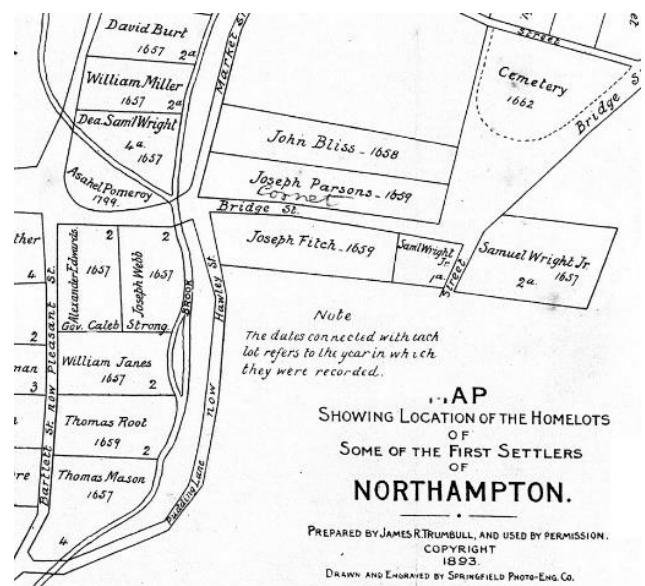 David Burt
1657 2a
William Miller
1657 2a
Dea. Saml Wright
4a.
1657
Asahel Pomeroy
1799.
Market St
Street
Cemetery
1662
Bridge S
John Bliss - 1658
Joseph Parsons - 1659
Cornet
Bridge St.
Joseph Fitch - 1659
Saml Wright
Jr
1a.
Street
Samuel Wright Jr.
1657
2a.
ther
4
2
man
3
re
Bartlett St. now Pleasant St.
Alexander Edwards.
2
1657
Joseph Webb
2
1657
Gov. Caleb Strong.
BROOK
William Janes
1657 2
Thomas Root
1659 2
Thomas Mason
1657
4
Pudding Lane now Hawley St.
Note
The dates connected with each
lot refers to the year in which
they were recorded.
MAP
SHOWING LOCATION OF THE HOMELOTS
OF
SOME OF THE FIRST SETTLERS
OF
NORTHAMPTON.
PREPARED BY JAMES R. TRUMBULL, AND USED BY PERMISSION.
COPYRIGHT
1893.
DRAWN AND ENGRAVED BY SPRINGFIELD PHOTO-ENG. CO.